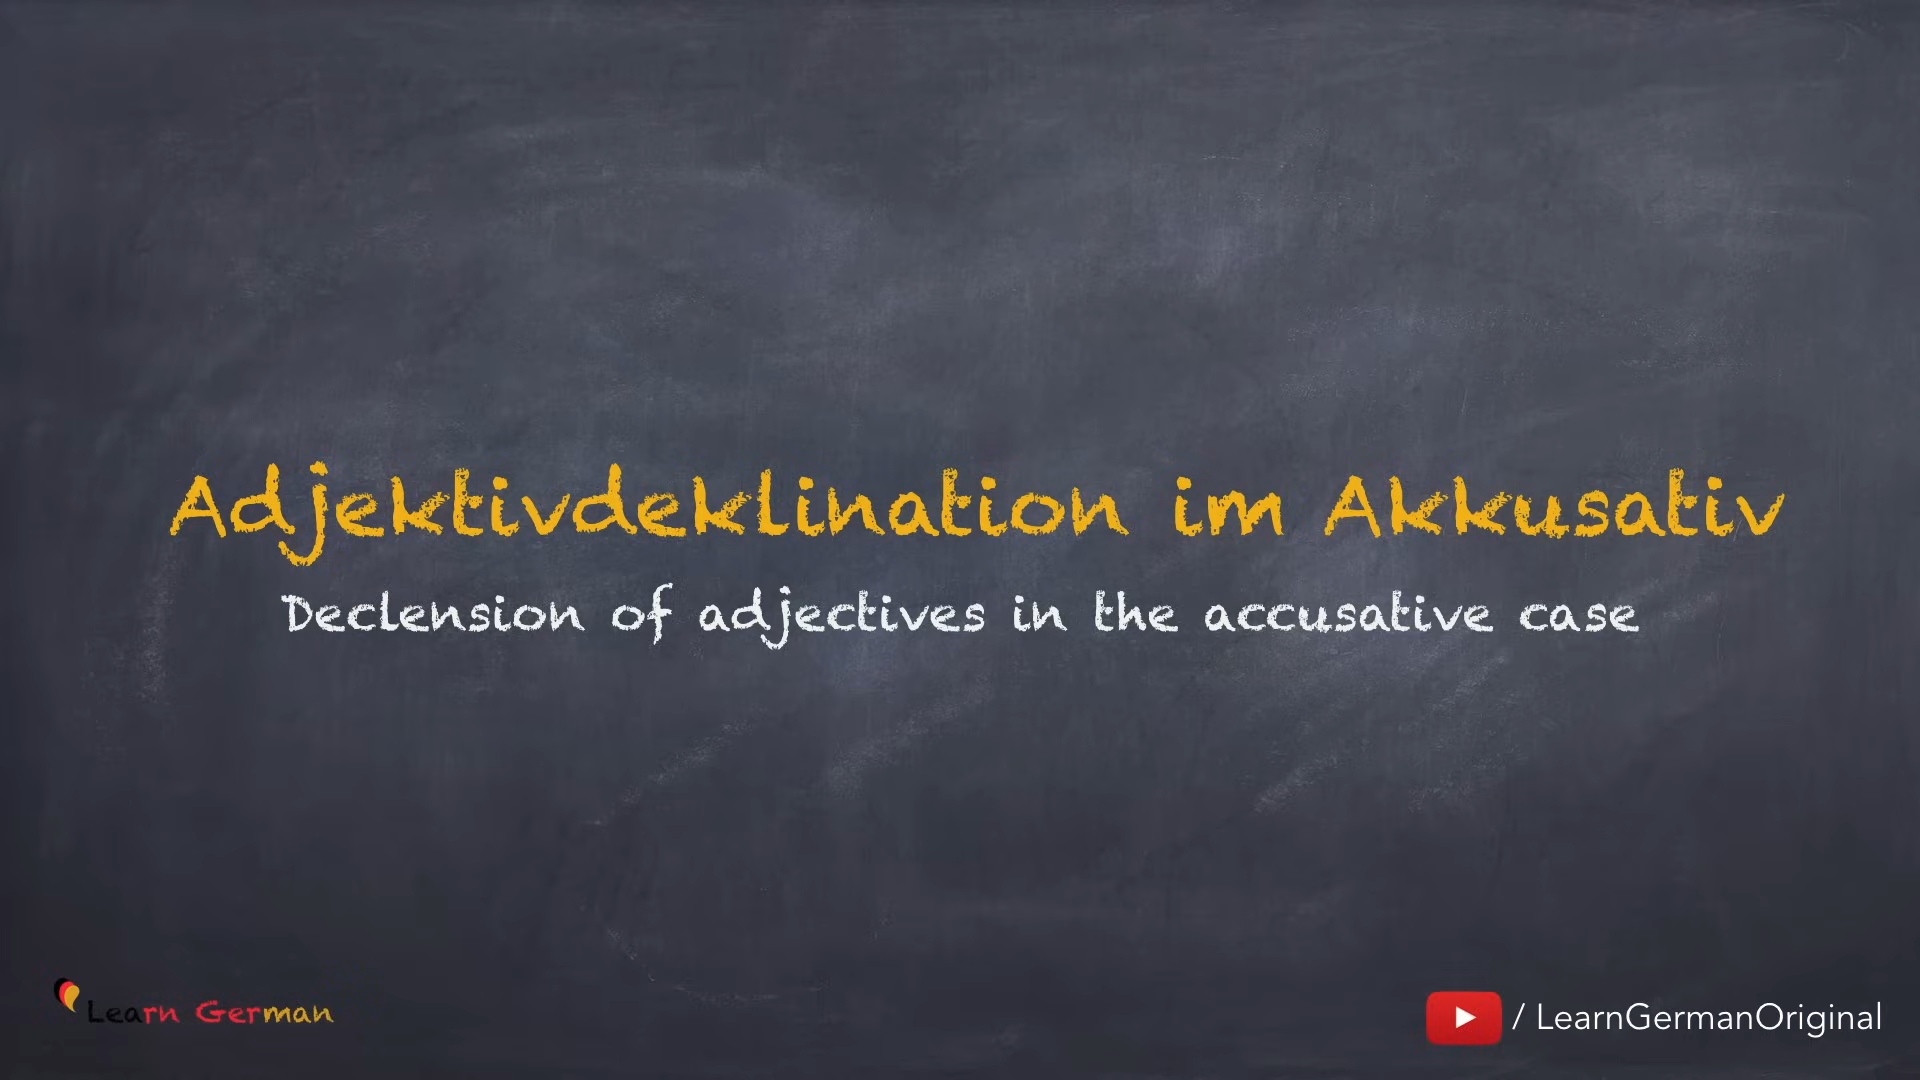 Adjektivdeklination im Akkusativ
Declension of adjectives in the accusative case
Learn German
/ LearnGermanOriginal